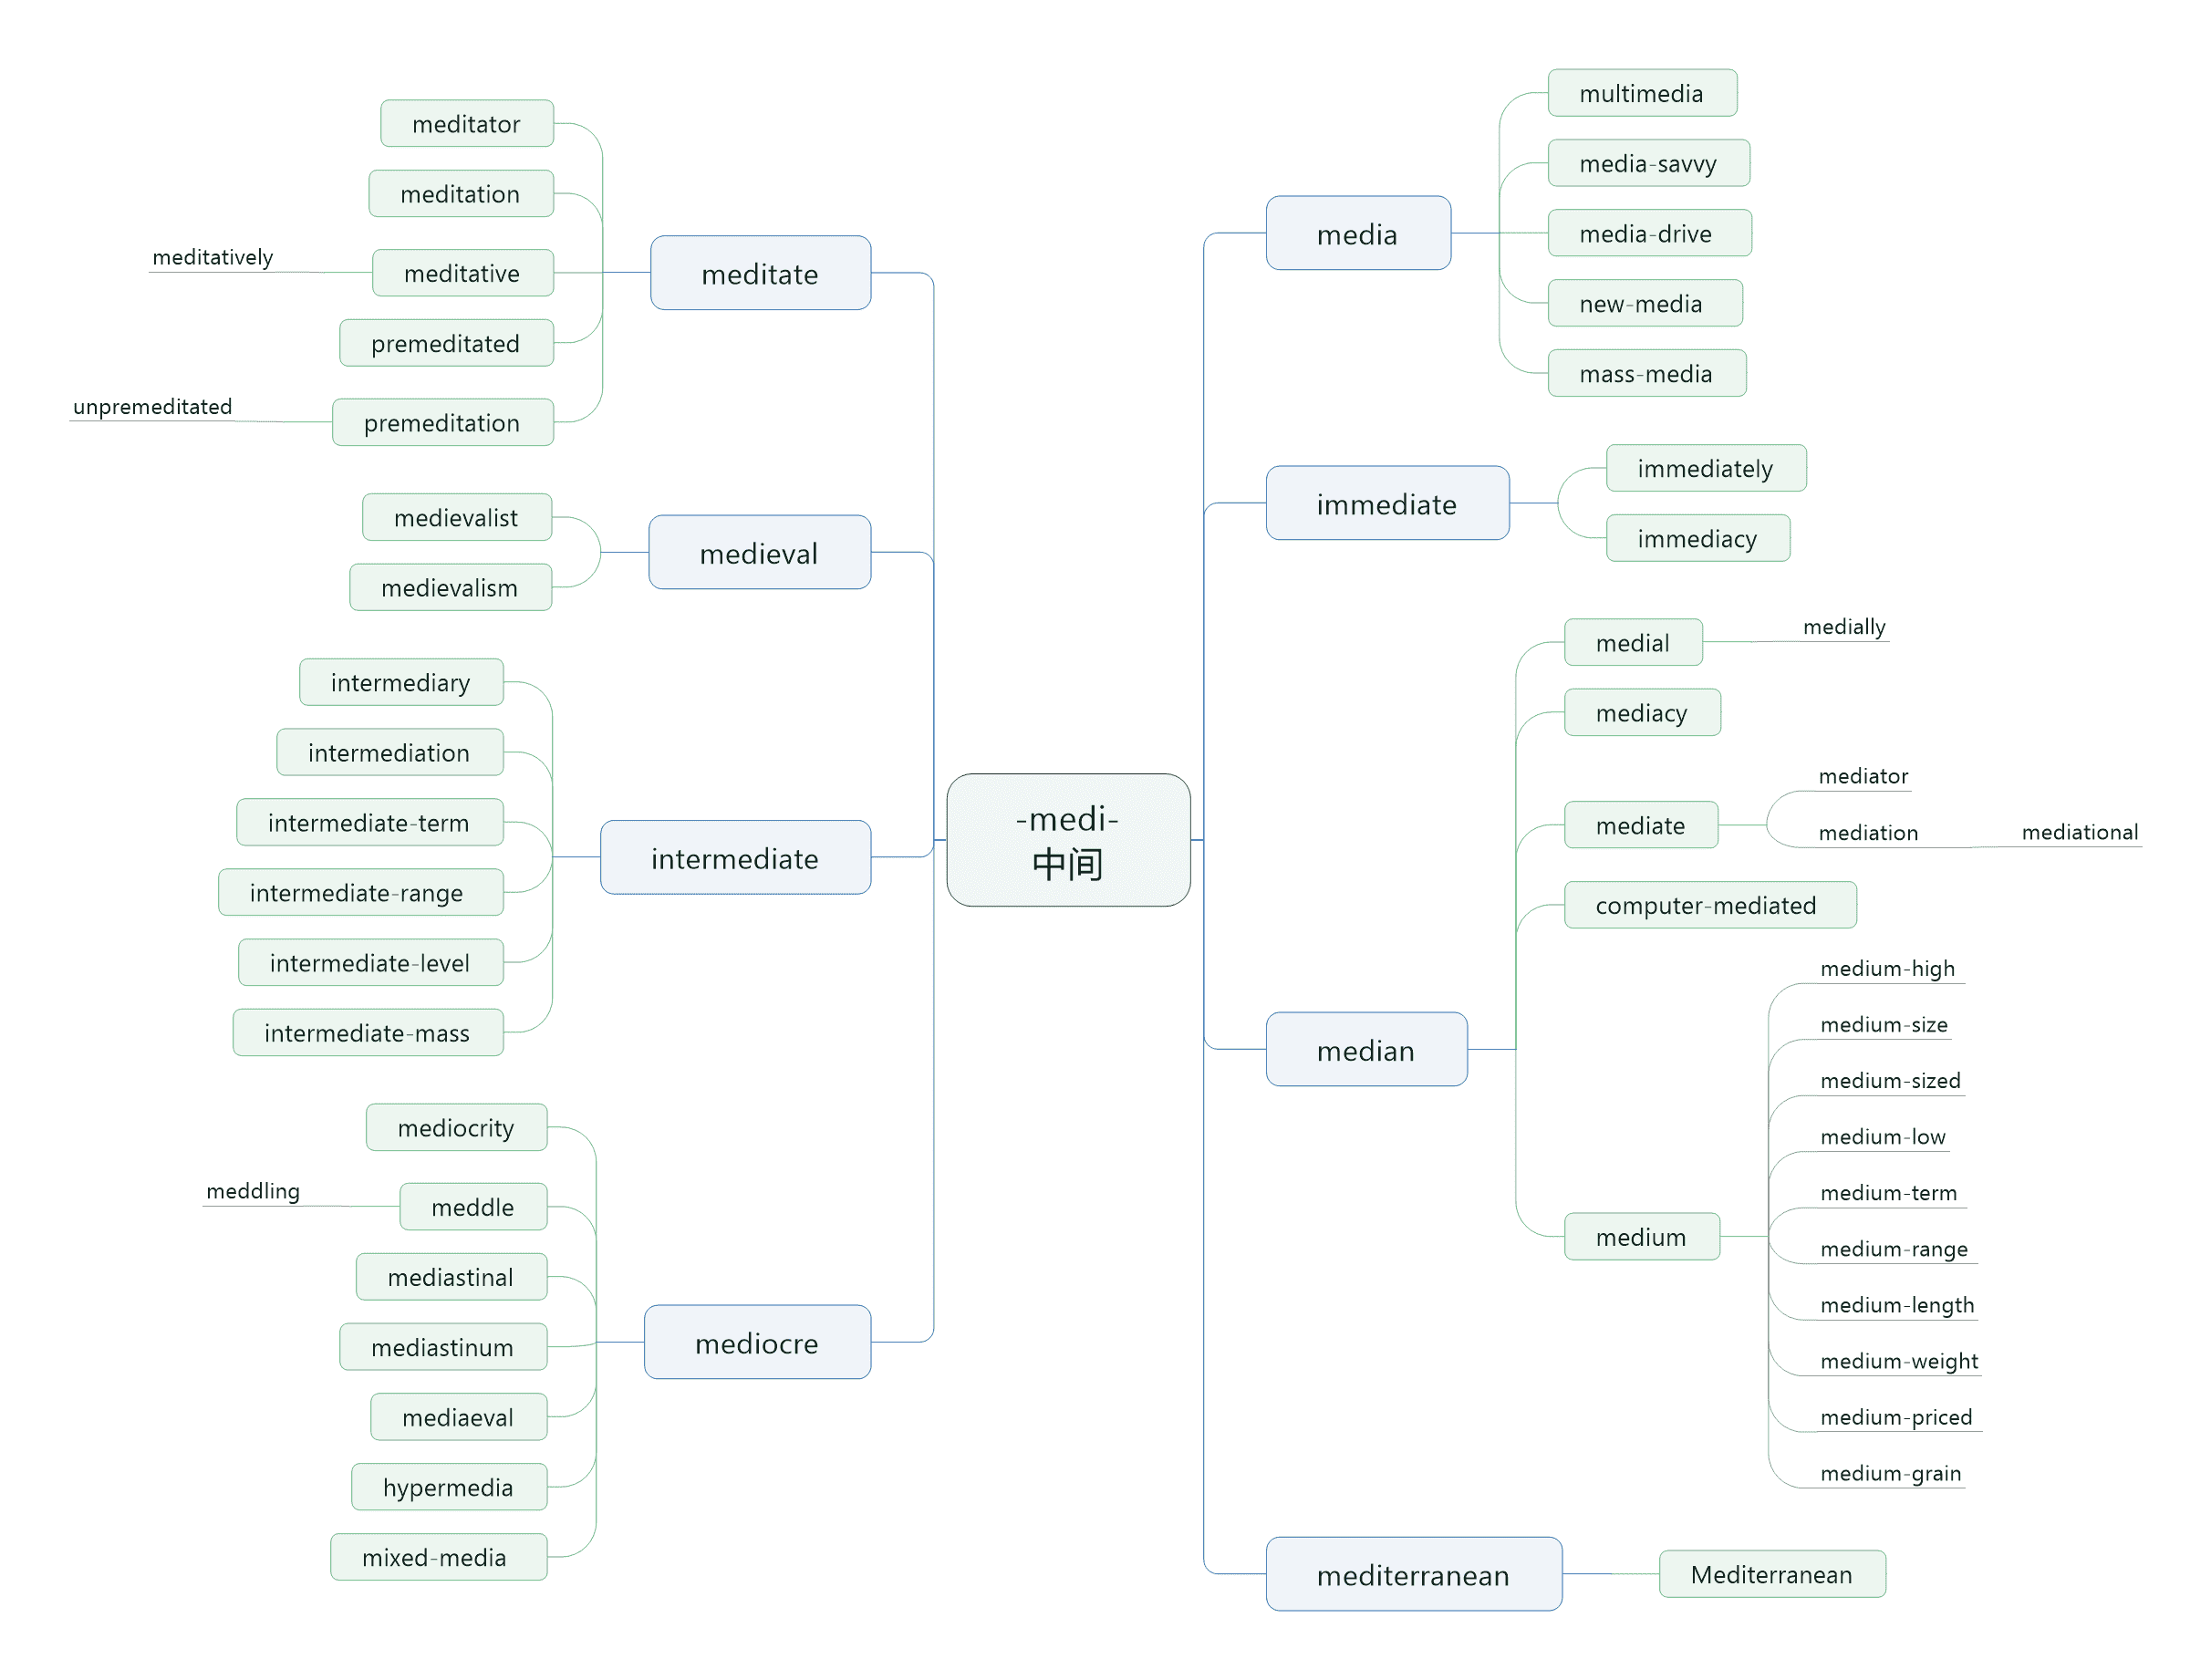 -medi-
中间
meditate
meditator
meditation
meditative
meditatively
premeditated
premeditation
unpremeditated
medieval
medievalist
medievalism
intermediate
intermediary
intermediation
intermediate-term
intermediate-range
intermediate-level
intermediate-mass
mediocre
mediocrity
meddle
meddling
mediastinal
mediastinum
mediaeval
hypermedia
mixed-media
media
multimedia
media-savvy
media-drive
new-media
mass-media
immediate
immediately
immediacy
median
medial
medially
mediacy
mediate
mediator
mediation
mediational
computer-mediated
medium
medium-high
medium-size
medium-sized
medium-low
medium-term
medium-range
medium-length
medium-weight
medium-priced
medium-grain
mediterranean
Mediterranean